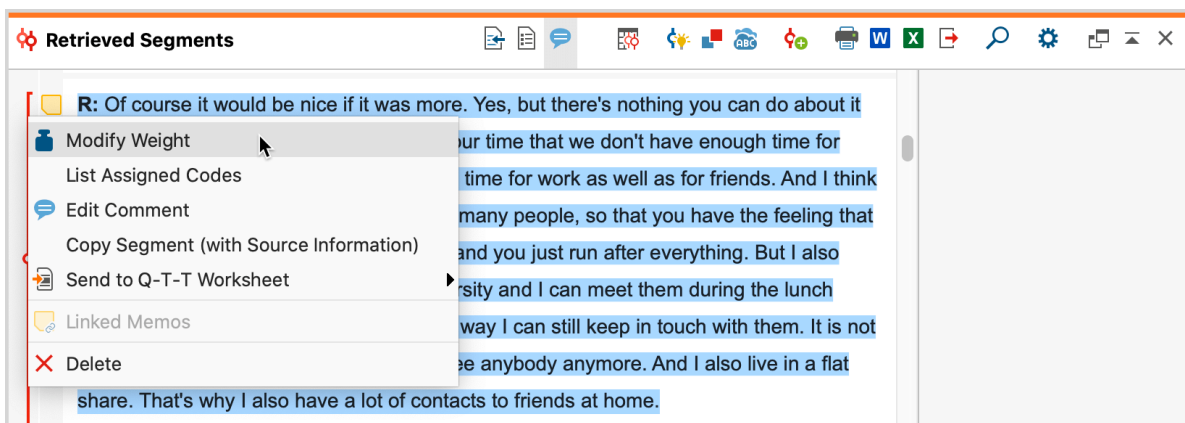 Retrieved Segments
ABC
W
X
R: Of course it would be nice if it was more. Yes, but there's nothing you can do about it
Modify Weight
our time that we don't have enough time for
List Assigned Codes
time for work as well as for friends. And I think
Edit Comment
many people, so that you have the feeling that
Copy Segment (with Source Information)
and you just run after everything. But I also
Send to Q-T-T Worksheet
rsity and I can meet them during the lunch
Linked Memos
way I can still keep in touch with them. It is not
Delete
ee anybody anymore. And I also live in a flat
share. That's why I also have a lot of contacts to friends at home.